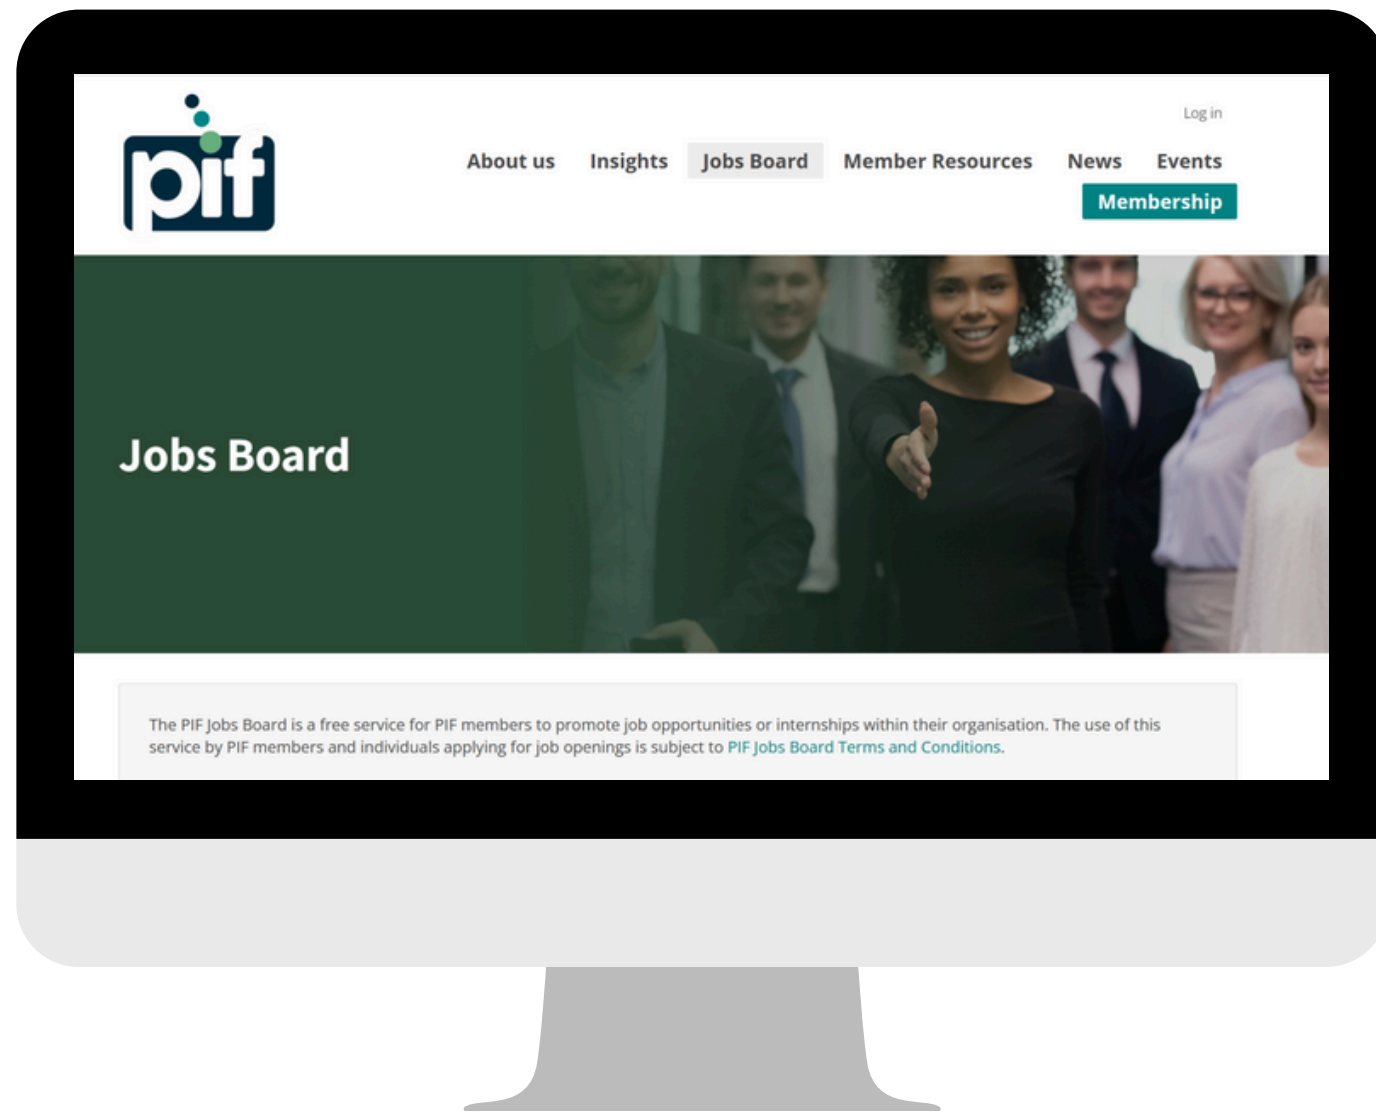 pif
Log in
About us Insights Jobs Board Member Resources News Events
Membership
Jobs Board
The PIF Jobs Board is a free service for PIF members to promote job opportunities or internships within their organisation. The use of this
service by PIF members and individuals applying for job openings is subject to PIF Jobs Board Terms and Conditions.